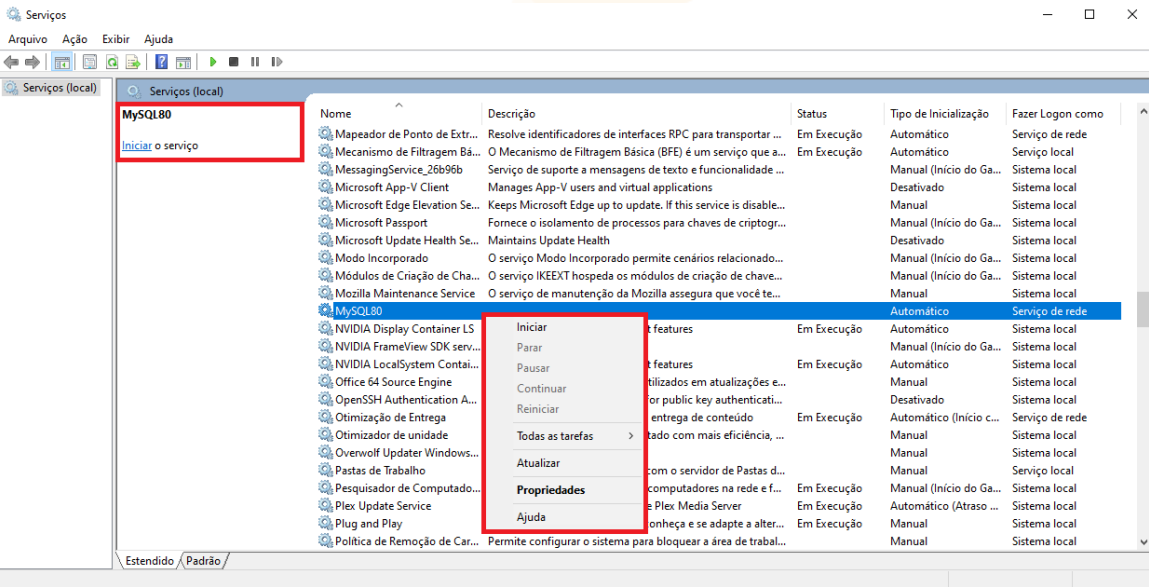 Serviços
Arquivo Ação Exibir Ajuda
Serviços (local)
Serviços (local)
MySQL80
Iniciar o serviço
Nome Descrição Status Tipo de Inicialização Fazer Logon como
Mapeador de Ponto de Extr... Resolve identificadores de interfaces RPC para transportar ... Em Execução Automático Serviço de rede
Mecanismo de Filtragem Bá... O Mecanismo de Filtragem Básica (BFE) é um serviço que a... Em Execução Automático Serviço local
MessagingService_26b96b Serviço de suporte a mensagens de texto e funcionalidade ... Manual (Início do Ga... Sistema local
Microsoft App-V Client Manages App-V users and virtual applications Desativado Sistema local
Microsoft Edge Elevation Se... Keeps Microsoft Edge up to update. If this service is disable... Manual Sistema local
Microsoft Passport Fornece o isolamento de processos para chaves de criptogr... Manual (Início do Ga... Sistema local
Microsoft Update Health Se... Maintains Update Health Desativado Sistema local
Modo Incorporado O serviço Modo Incorporado permite cenários relacionado... Manual (Início do Ga... Sistema local
Módulos de Criação de Cha... O serviço IKEEXT hospeda os módulos de criação de chave... Manual (Início do Ga... Sistema local
Mozilla Maintenance Service O serviço de manutenção da Mozilla assegura que você te... Manual Sistema local
MySQL80 Automático Serviço de rede
NVIDIA Display Container LS t features Em Execução Automático Sistema local
NVIDIA FrameView SDK serv... Manual (Início do Ga... Sistema local
NVIDIA LocalSystem Contai... t features Em Execução Automático Sistema local
Office 64 Source Engine tilizados em atualizações e... Manual Sistema local
OpenSSH Authentication A... for public key authenticati... Desativado Sistema local
Otimização de Entrega entrega de conteúdo Em Execução Automático (Início c... Serviço de rede
Otimizador de unidade tado com mais eficiência, ... Manual Sistema local
Overwolf Updater Windows... Manual Sistema local
Pastas de Trabalho com o servidor de Pastas d... Manual Serviço local
Pesquisador de Computado... computadores na rede e f... Em Execução Manual (Início do Ga... Sistema local
Plex Update Service e Plex Media Server Em Execução Automático (Atraso ... Sistema local
Plug and Play onheça e se adapte a alter... Em Execução Manual Sistema local
Política de Remoção de Car... Permite configurar o sistema para bloquear a área de trabal... Manual Sistema local
Iniciar
Parar
Pausar
Continuar
Reiniciar
Todas as tarefas
Atualizar
Propriedades
Ajuda
Estendido Padrão